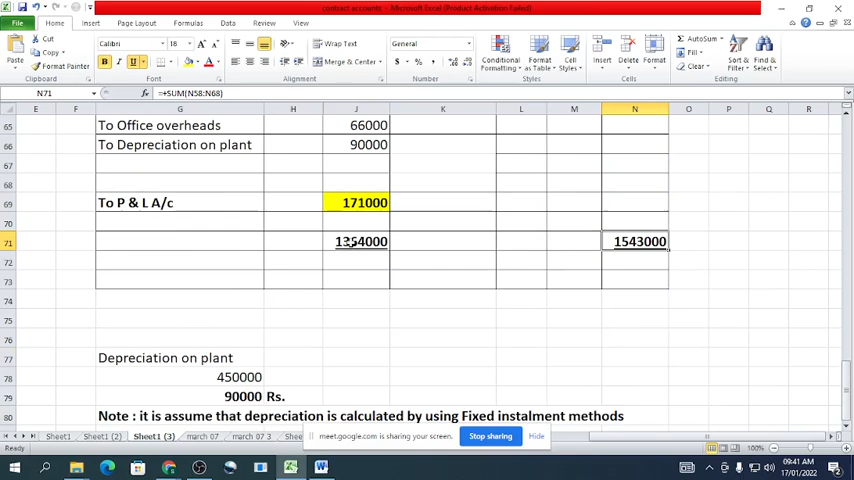 contract accounts - Microsoft Excel (Product Activation Failed)
File Home Insert Page Layout Formulas Data Review View
Cut
Copy
Format Painter
Paste
Clipboard
Calibri 18
Font
Wrap Text
Merge & Center
Alignment
General
Number
Conditional Formatting
Format as Table
Cell Styles
Styles
Insert Delete Format
Cells
AutoSum
Fill
Clear
Sort & Filter
Find & Select
Editing
N71 fx =+SUM(N58:N68)
E F G H J K L M N O P Q R
65 To Office overheads 66000
66 To Depreciation on plant 90000
67
68
69 To P & L A/c 171000
70
71 1354000 1543000
72
73
74
75
76
77 Depreciation on plant
78 450000
79 90000 Rs.
80 Note : it is assume that depreciation is calculated by using Fixed instalment methods
Sheet1 Sheet1 (2) Sheet1 (3) march 07 march 07 3
meet.google.com is sharing your screen. Stop sharing Hide
Ready 100%
09:41 AM
17/01/2022
2